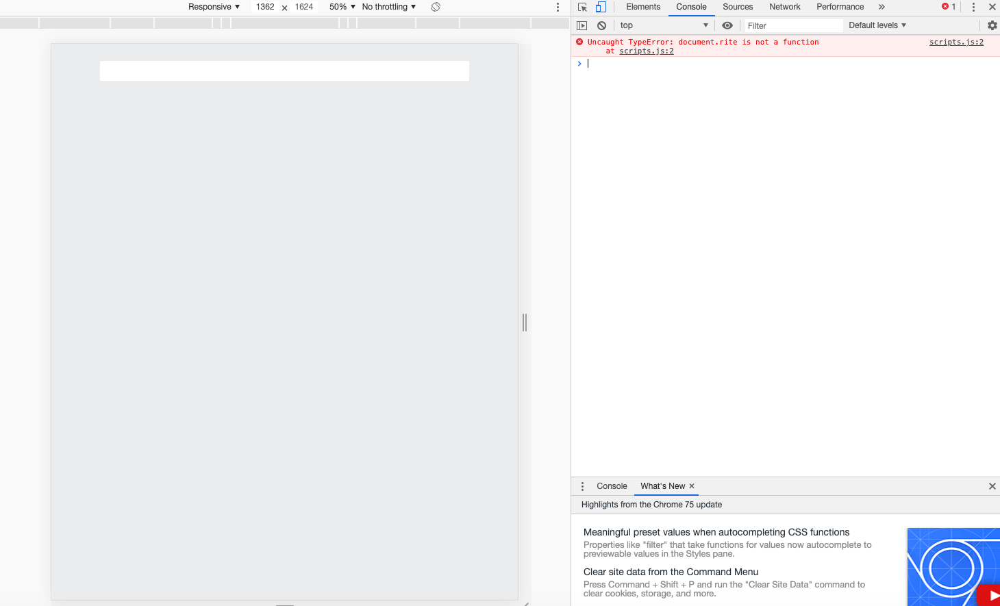 Responsive ▼ 1362 × 1624 50% ▼ No throttling ▼
Elements Console Sources Network Performance » 1
top ▼ Filter Default levels ▼
Uncaught TypeError: document.rite is not a function scripts.js:2
at scripts.js:2
>
Console What's New ×
Highlights from the Chrome 75 update
Meaningful preset values when autocompleting CSS functions
Properties like "filter" that take functions for values now autocomplete to
previewable values in the Styles pane.
Clear site data from the Command Menu
Press Command + Shift + P and run the "Clear Site Data" command to
clear cookies, storage, and more.